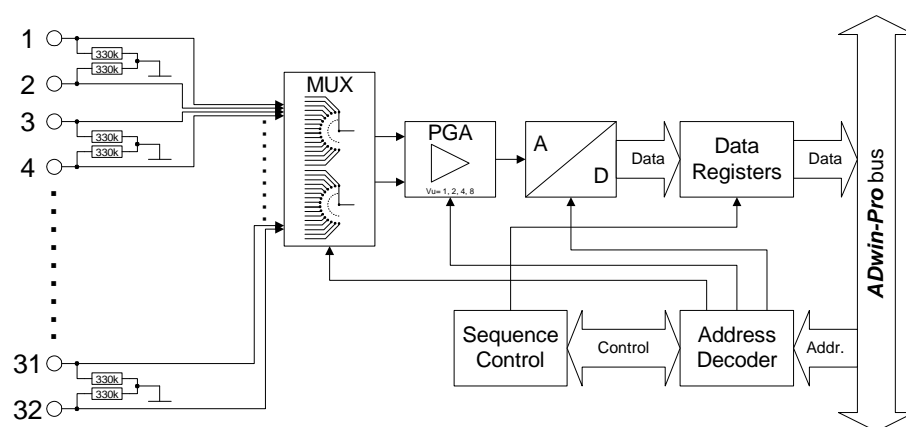 1
330k
330k
2
3
330k
330k
4
31
330k
330k
32
MUX
PGA
Vu= 1, 2, 4, 8
A
D
Data
Data
Registers
Data
Sequence
Control
Control
Address
Decoder
Addr.
ADwin-Pro bus